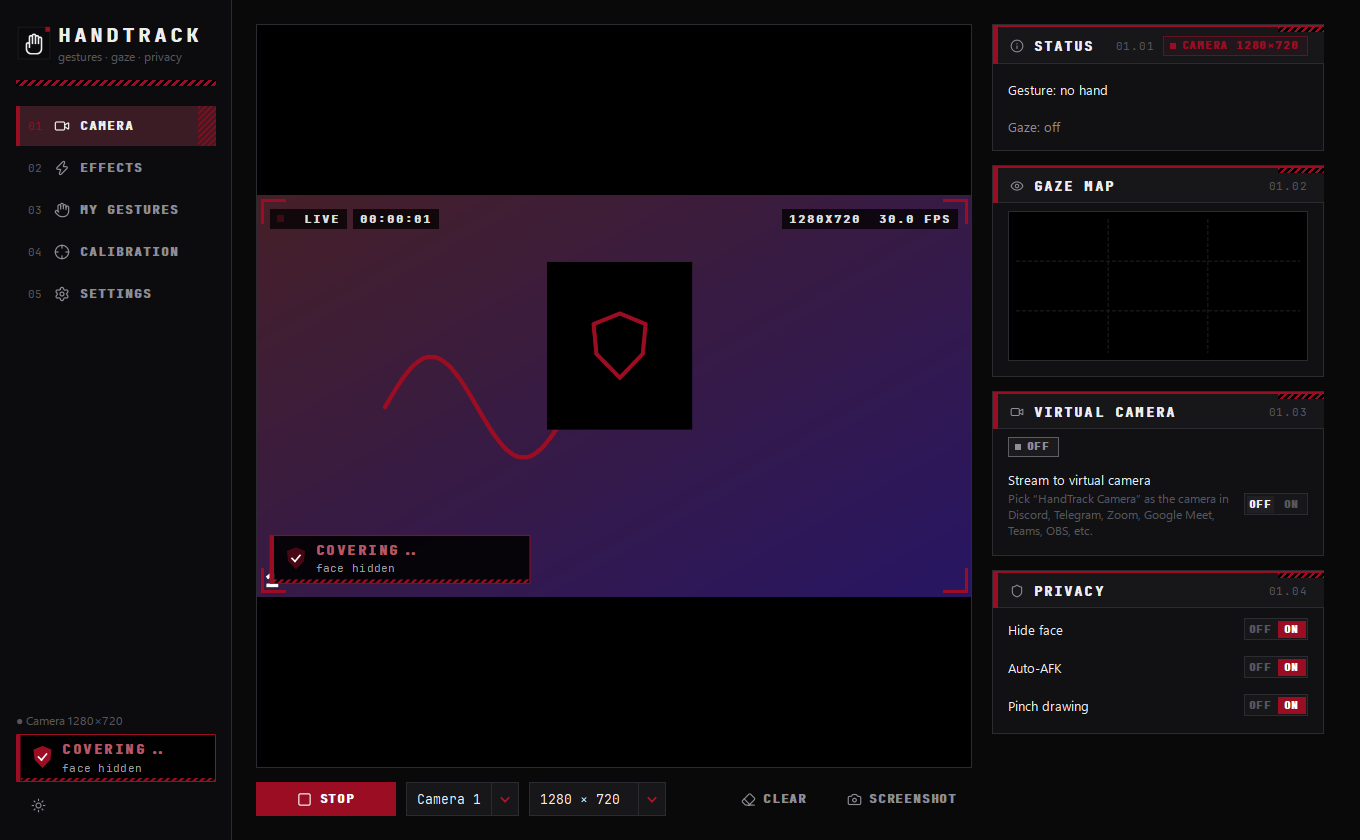 HANDTRACK
gestures · gaze · privacy
01 CAMERA
02 EFFECTS
03 MY GESTURES
04 CALIBRATION
05 SETTINGS
Camera 1280×720
COVERING..
face hidden
LIVE 00:00:01
1280X720 30.0 FPS
COVERING..
face hidden
STOP
Camera 1
1280 × 720
CLEAR
SCREENSHOT
STATUS 01.01 CAMERA 1280×720
Gesture: no hand
Gaze: off
GAZE MAP 01.02
VIRTUAL CAMERA 01.03
OFF
Stream to virtual camera
Pick "HandTrack Camera" as the camera in
Discord, Telegram, Zoom, Google Meet,
Teams, OBS, etc.
OFF ON
PRIVACY 01.04
Hide face OFF ON
Auto-AFK OFF ON
Pinch drawing OFF ON